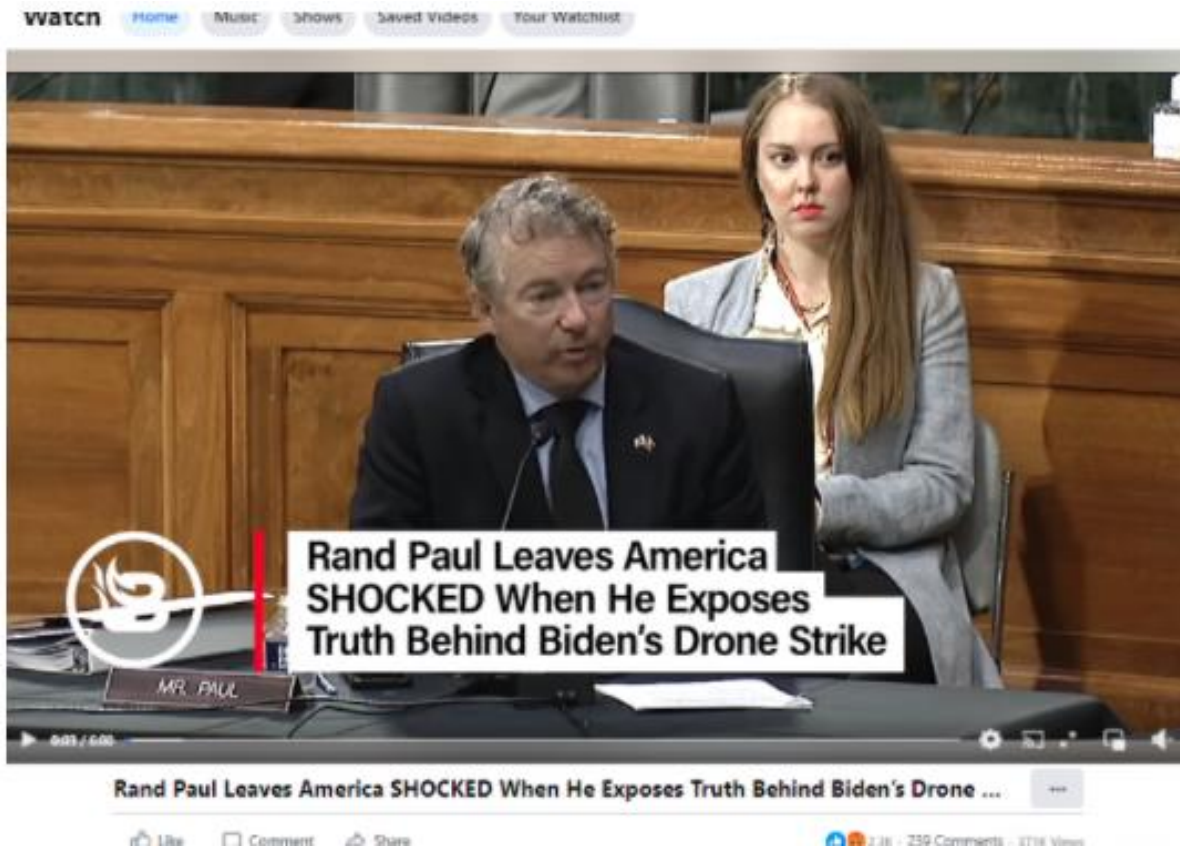 Watch Home Music Shows Saved Videos Your Watchlist
Rand Paul Leaves America
SHOCKED When He Exposes
Truth Behind Biden's Drone Strike
MR. PAUL
Rand Paul Leaves America SHOCKED When He Exposes Truth Behind Biden's Drone ...
Like Comment Share 239 Comments Views